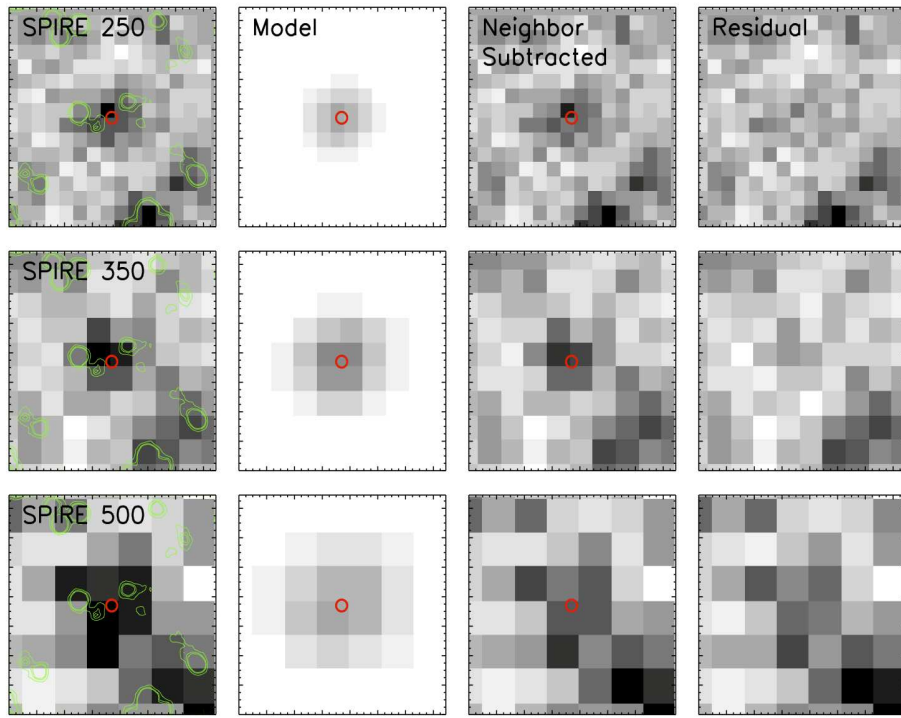 SPIRE 250
Model
Neighbor
Subtracted
Residual
SPIRE 350
SPIRE 500